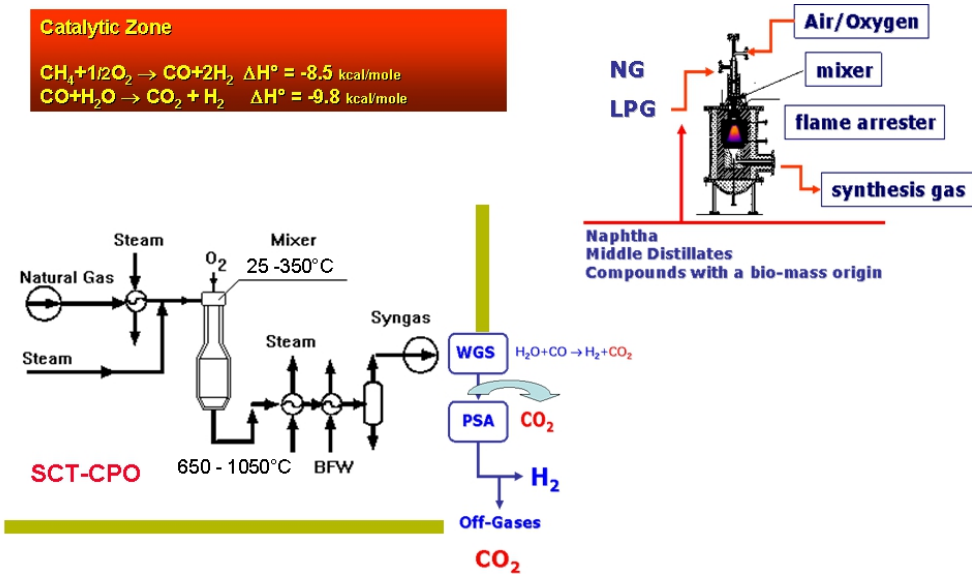 Catalytic Zone
CH₄+1/2O₂ → CO+2H₂ ΔH° = -8.5 kcal/mole
CO+H₂O → CO₂ + H₂ ΔH° = -9.8 kcal/mole
Air/Oxygen
NG
mixer
LPG
flame arrester
synthesis gas
Naphtha
Middle Distillates
Compounds with a bio-mass origin
Steam
Mixer
O₂
25 -350°C
Natural Gas
Steam
Steam
Syngas
WGS
H₂O+CO → H₂+CO₂
PSA
CO₂
650 - 1050°C
BFW
SCT-CPO
H₂
Off-Gases
CO₂